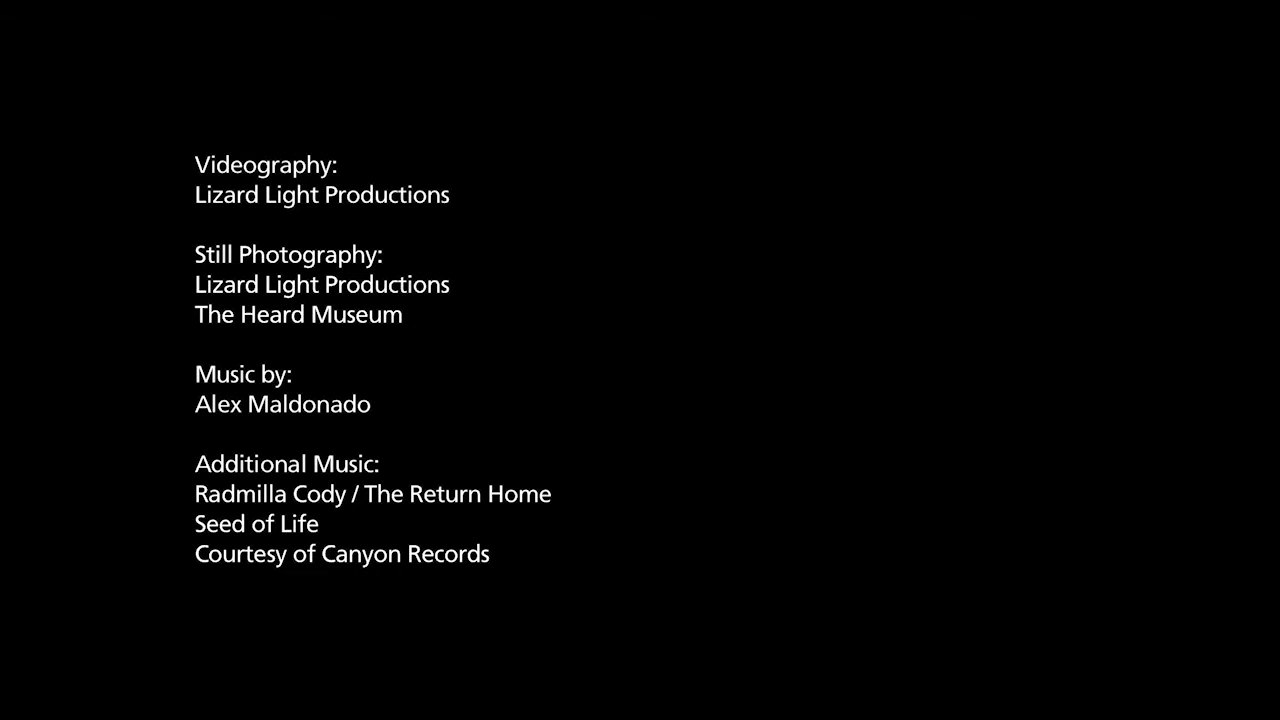 Videography:
Lizard Light Productions
Still Photography:
Lizard Light Productions
The Heard Museum
Music by:
Alex Maldonado
Additional Music:
Radmilla Cody / The Return Home
Seed of Life
Courtesy of Canyon Records